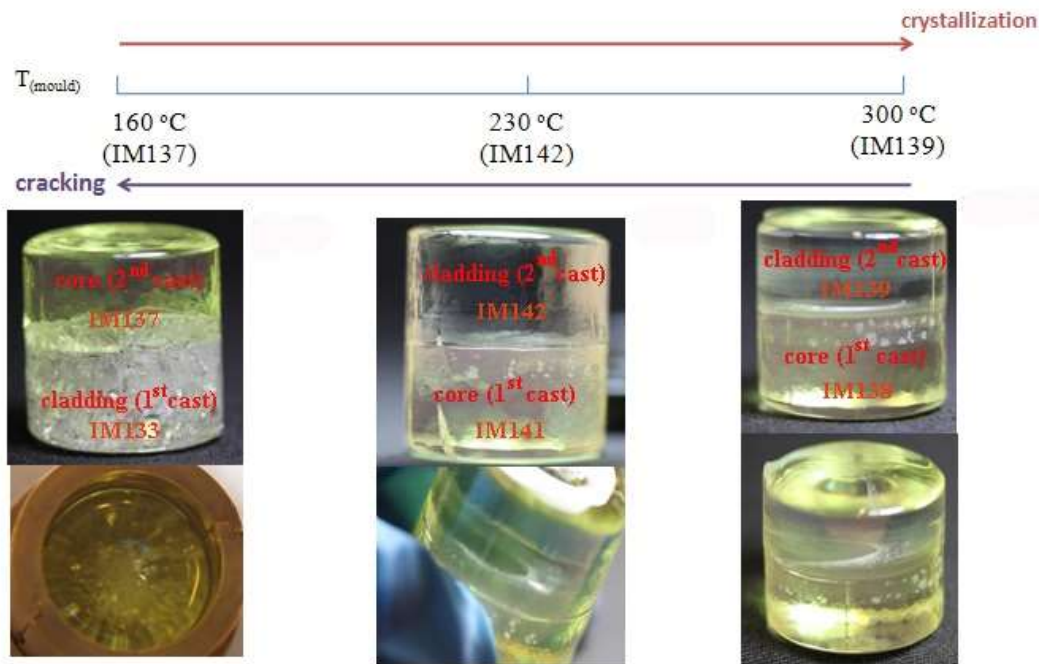 crystallization
T(mould)
160 °C
(IM137)
230 °C
(IM142)
300 °C
(IM139)
cracking
core (2nd cast)
IM137
cladding (1st cast)
IM133
cladding (2nd cast)
IM142
core (1st cast)
IM141
cladding (2nd cast)
IM139
core (1st cast)
IM138